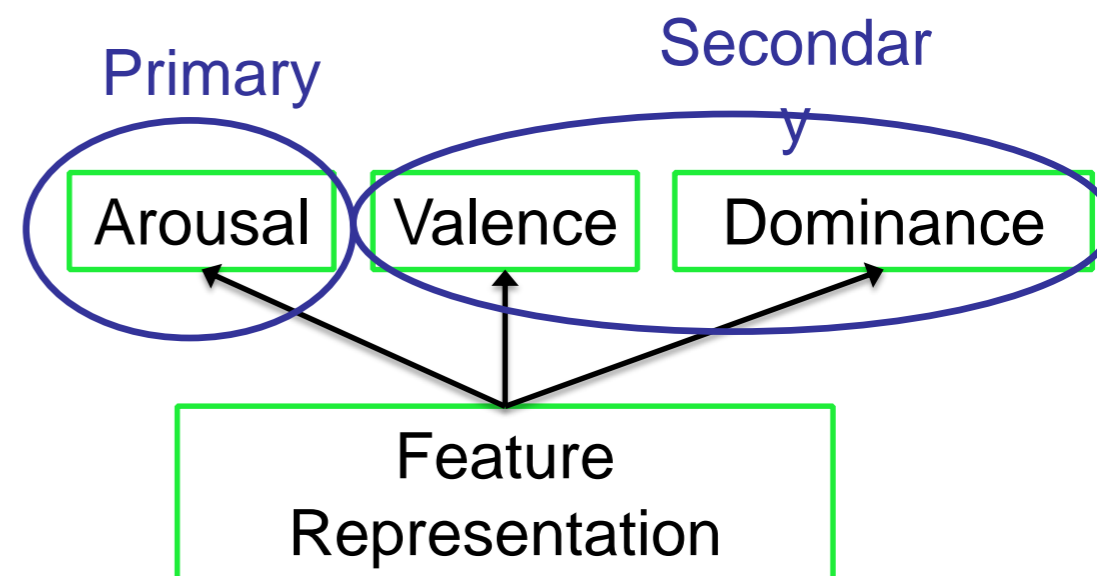 Primary
Secondar
y
Arousal
Valence
Dominance
Feature
Representation